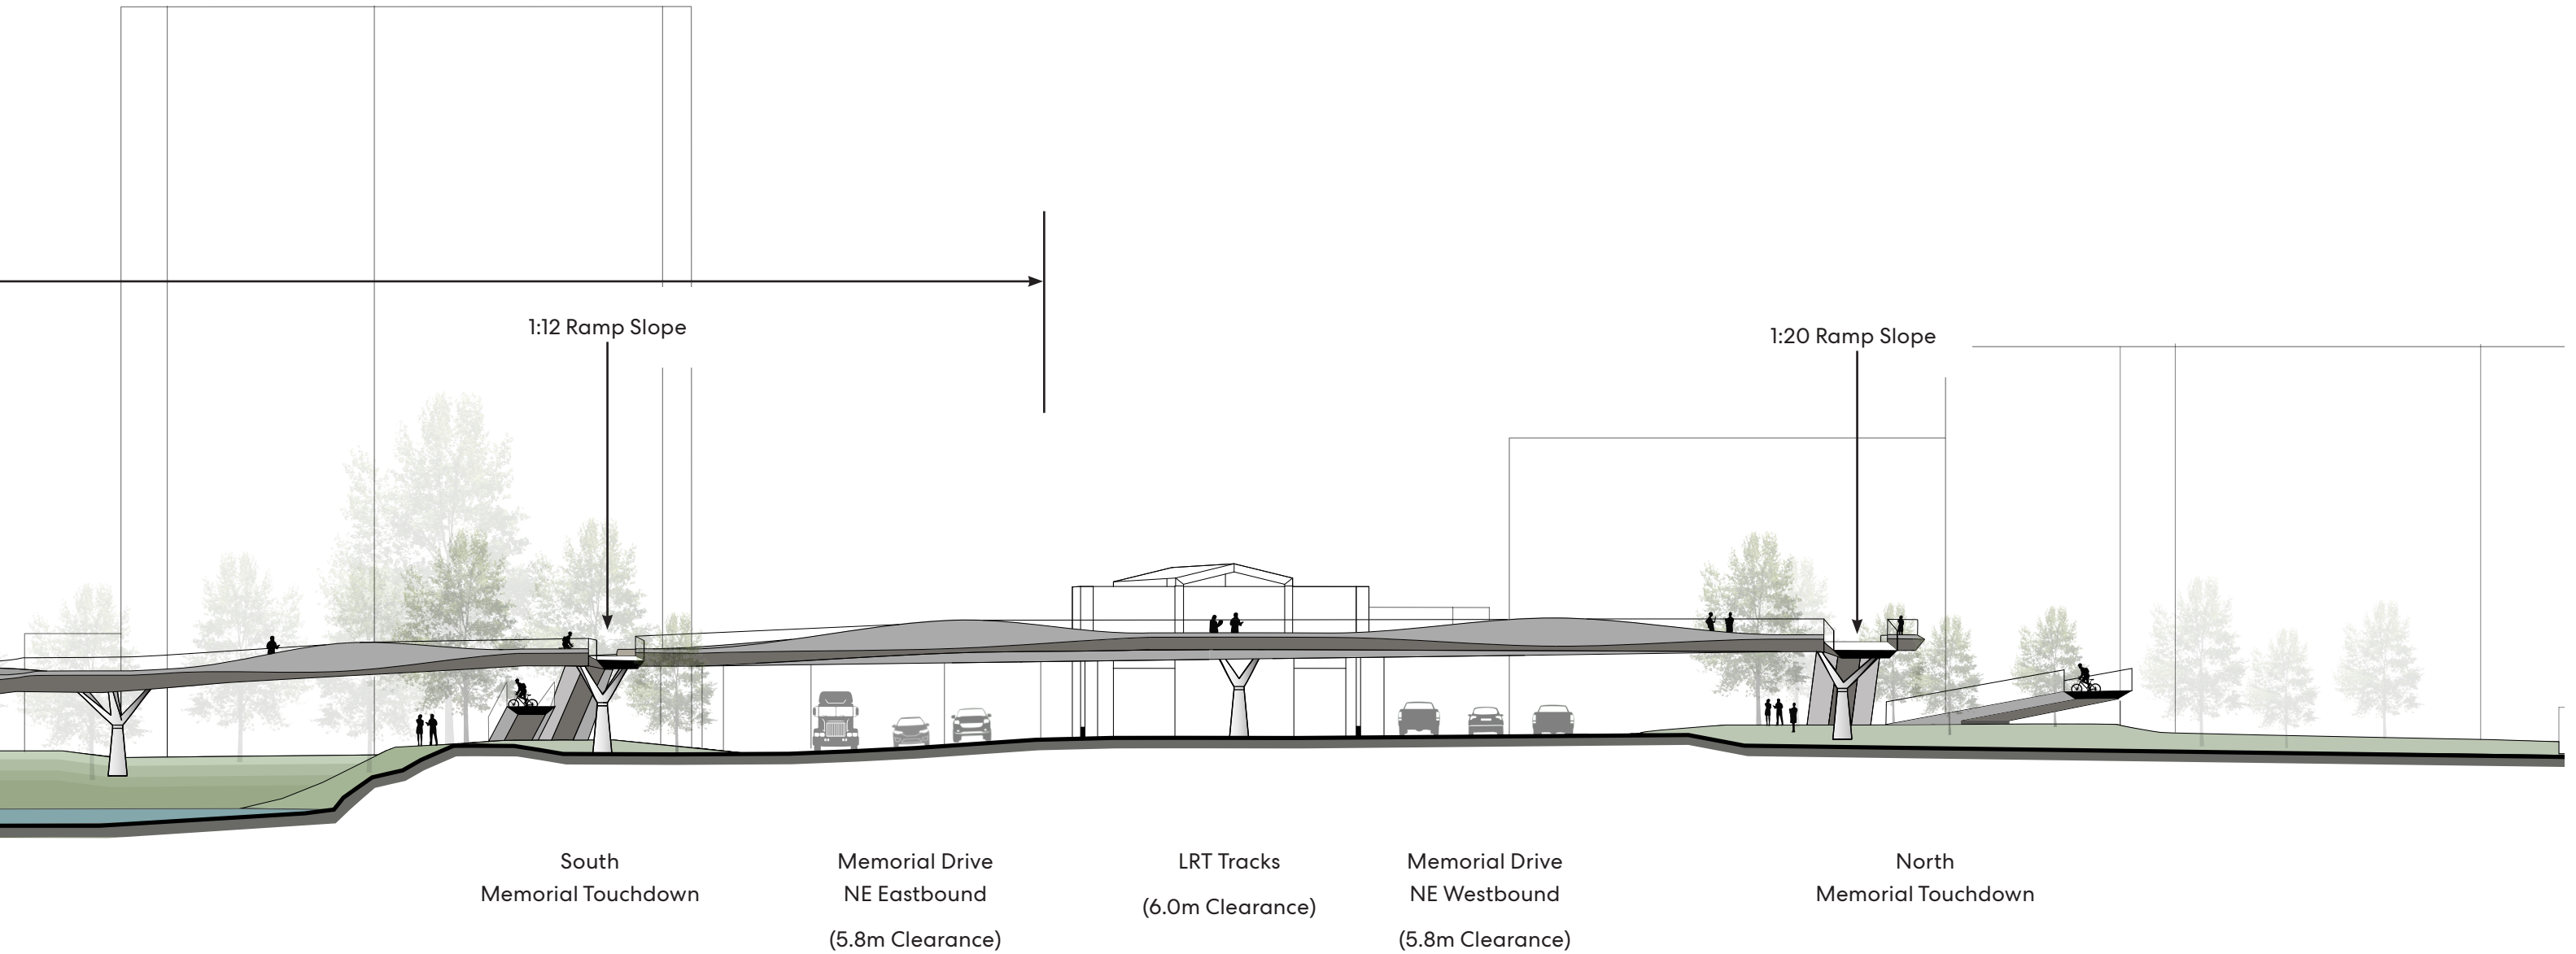 1:12 Ramp Slope
1:20 Ramp Slope
South
Memorial Touchdown
Memorial Drive
NE Eastbound
(5.8m Clearance)
LRT Tracks
(6.0m Clearance)
Memorial Drive
NE Westbound
(5.8m Clearance)
North
Memorial Touchdown